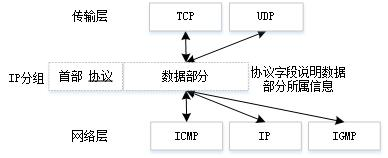 传输层 TCP UDP
IP分组 首部 协议 数据部分 协议字段说明数据
部分所属信息
网络层 ICMP IP IGMP